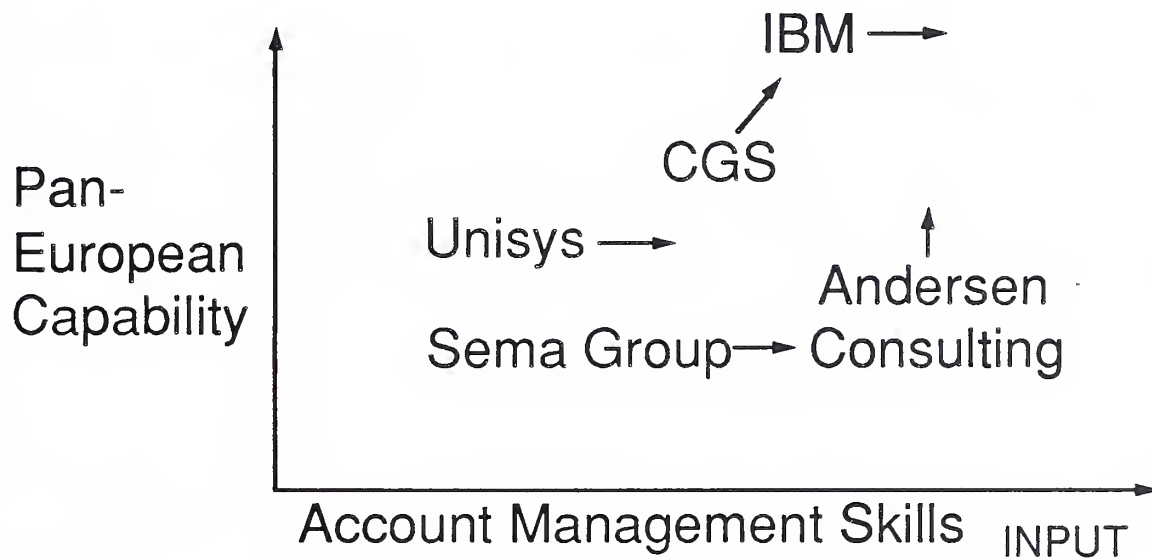 IBM
CGS
Pan-
European
Capability
Unisys
Andersen
Sema Group
Consulting
Account Management Skills
INPUT